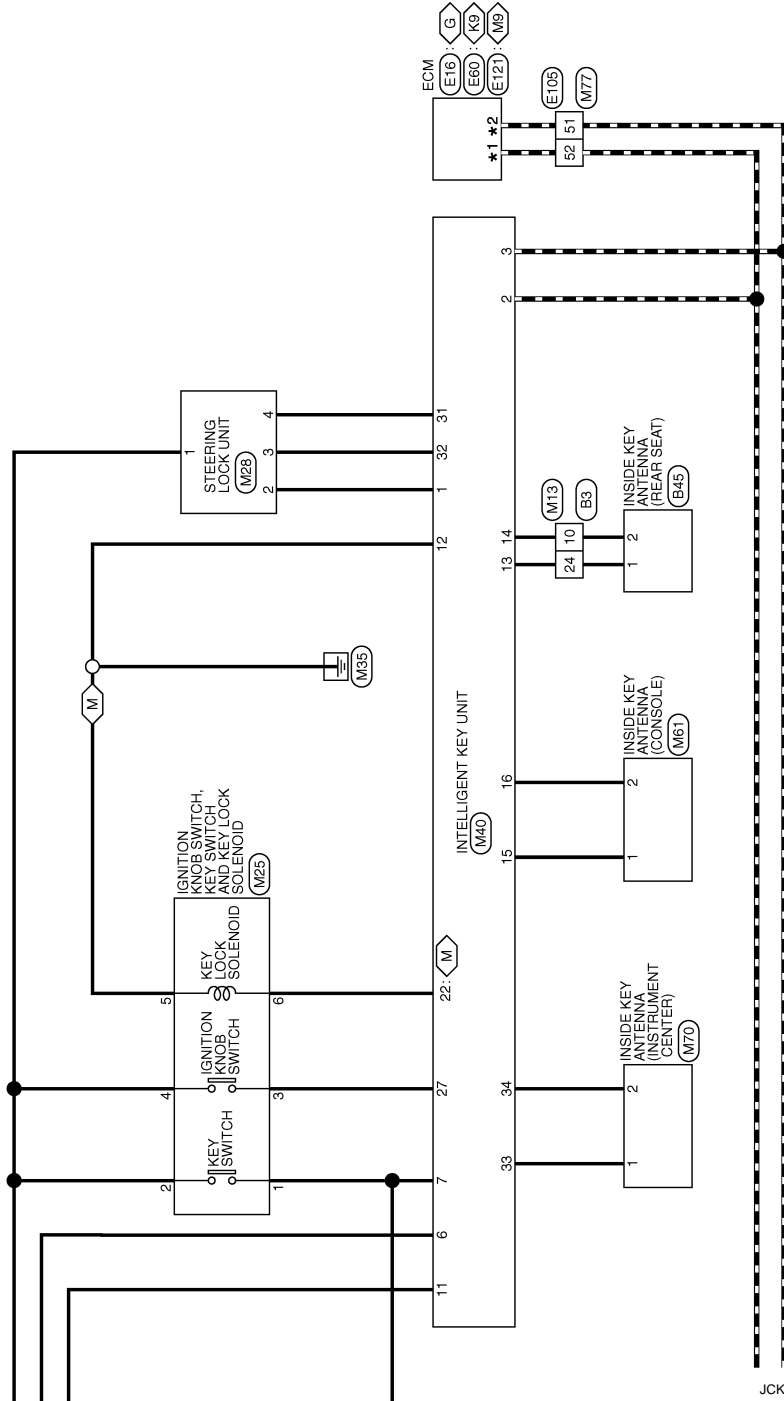 ECM
E16 : G
E60 : K9
E121 : M9
*1 *2
E105
M77
52 51
2 3
STEERING
LOCK UNIT
M28
1
2 3 4
12 1 32 31
M
M35
IGNITION
KNOB SWITCH,
KEY SWITCH
AND KEY LOCK
SOLENOID
M25
2 4 5
KEY
SWITCH
IGNITION
KNOB
SWITCH
KEY
LOCK
SOLENOID
1 3 6
11 6 7 27 22: M
INTELLIGENT KEY UNIT
M40
33 34 15 16 13 14
M13
B3
24 10
INSIDE KEY
ANTENNA
(INSTRUMENT
CENTER)
M70
1 2
INSIDE KEY
ANTENNA
(CONSOLE)
M61
1 2
INSIDE KEY
ANTENNA
(REAR SEAT)
B45
1 2
JCK